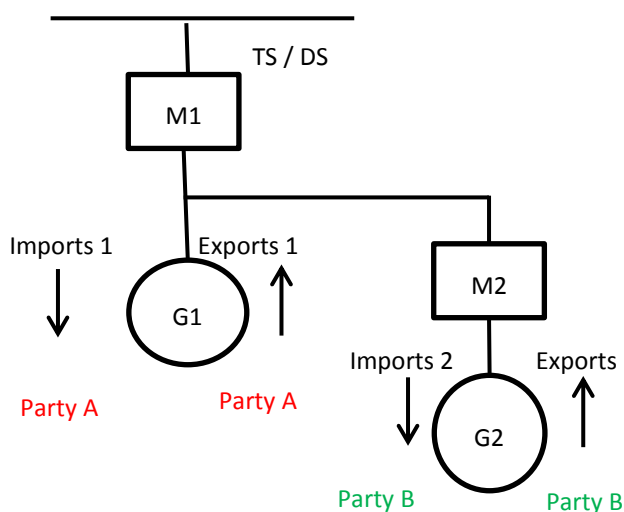 TS / DS
M1
Imports 1
Exports 1
G1
M2
Party A
Party A
Imports 2
Exports
G2
Party B
Party B